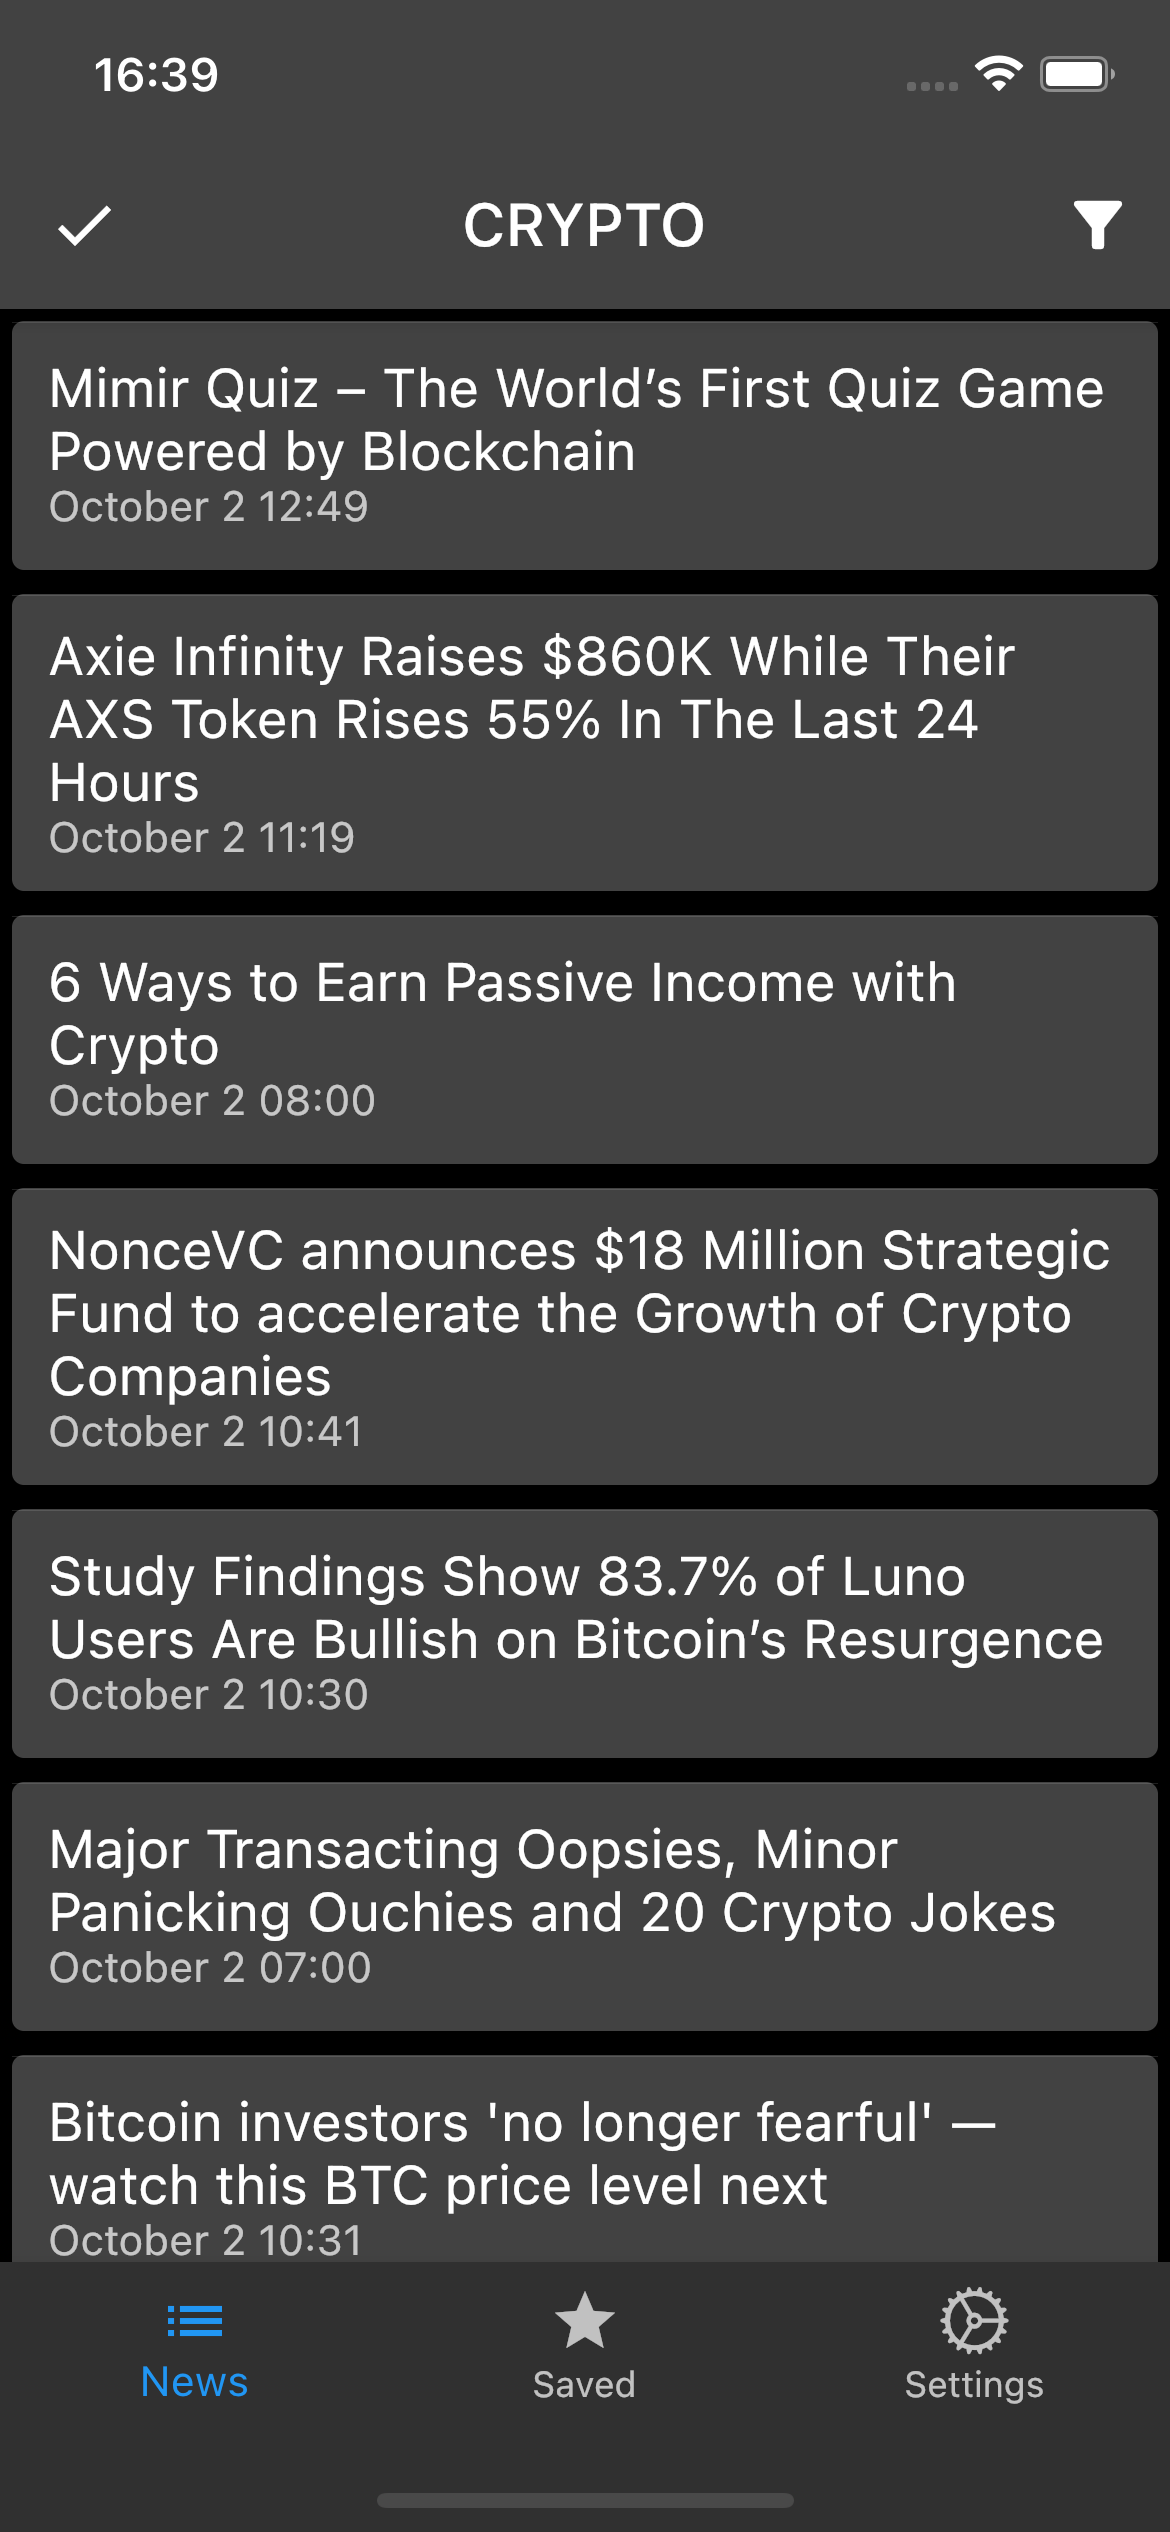 16:39
CRYPTO
Mimir Quiz – The World’s First Quiz Game
Powered by Blockchain
October 2 12:49
Axie Infinity Raises $860K While Their
AXS Token Rises 55% In The Last 24
Hours
October 2 11:19
6 Ways to Earn Passive Income with
Crypto
October 2 08:00
NonceVC announces $18 Million Strategic
Fund to accelerate the Growth of Crypto
Companies
October 2 10:41
Study Findings Show 83.7% of Luno
Users Are Bullish on Bitcoin’s Resurgence
October 2 10:30
Major Transacting Oopsies, Minor
Panicking Ouchies and 20 Crypto Jokes
October 2 07:00
Bitcoin investors 'no longer fearful' —
watch this BTC price level next
October 2 10:31
News
Saved
Settings